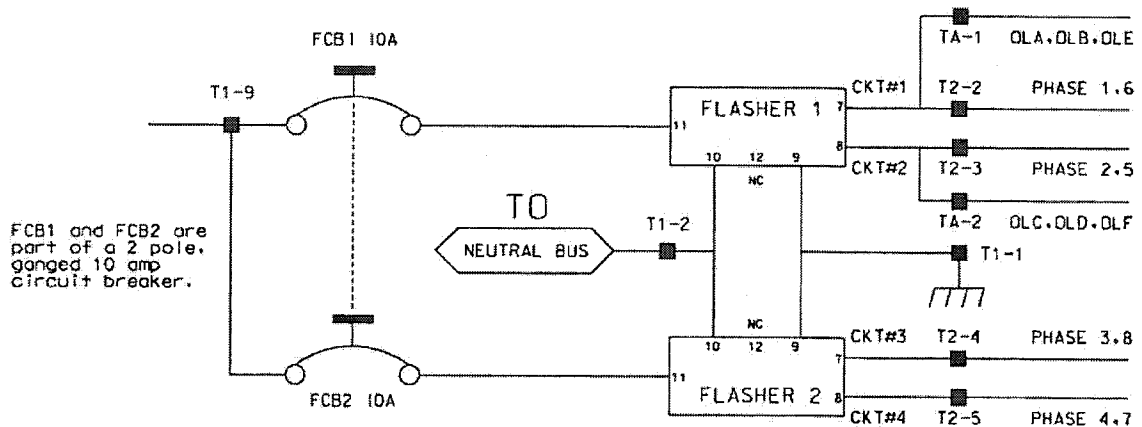 FCB1 10A
T1-9
TA-1 OLA.OLB.OLE
CKT#1 T2-2 PHASE 1.6
FLASHER 1
11
7
8
10 12 9
NC
CKT#2 T2-3 PHASE 2.5
TA-2 OLC.OLD.OLF
TO
NEUTRAL BUS
T1-2
T1-1
FCB1 and FCB2 are
part of a 2 pole.
ganged 10 amp
circuit breaker.
NC
10 12 9
CKT#3 T2-4 PHASE 3.8
7
11
FLASHER 2
8
CKT#4 T2-5 PHASE 4.7
FCB2 10A